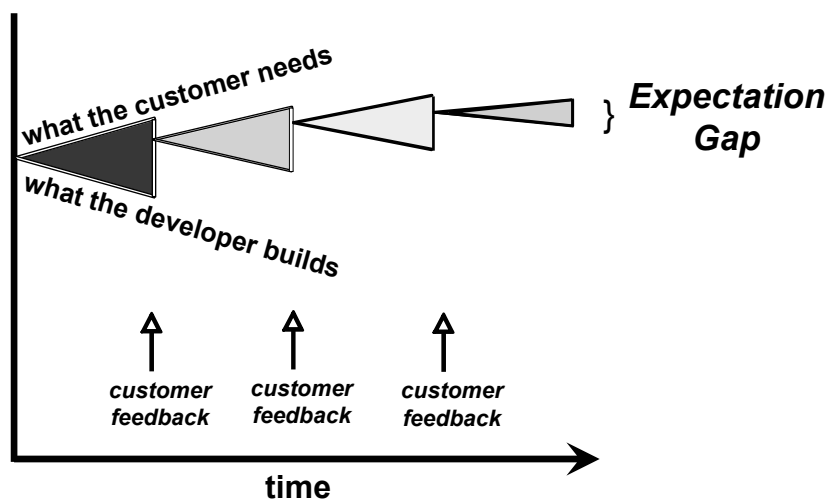 what the customer needs
what the developer builds
} Expectation
Gap
customer
feedback
customer
feedback
customer
feedback
time